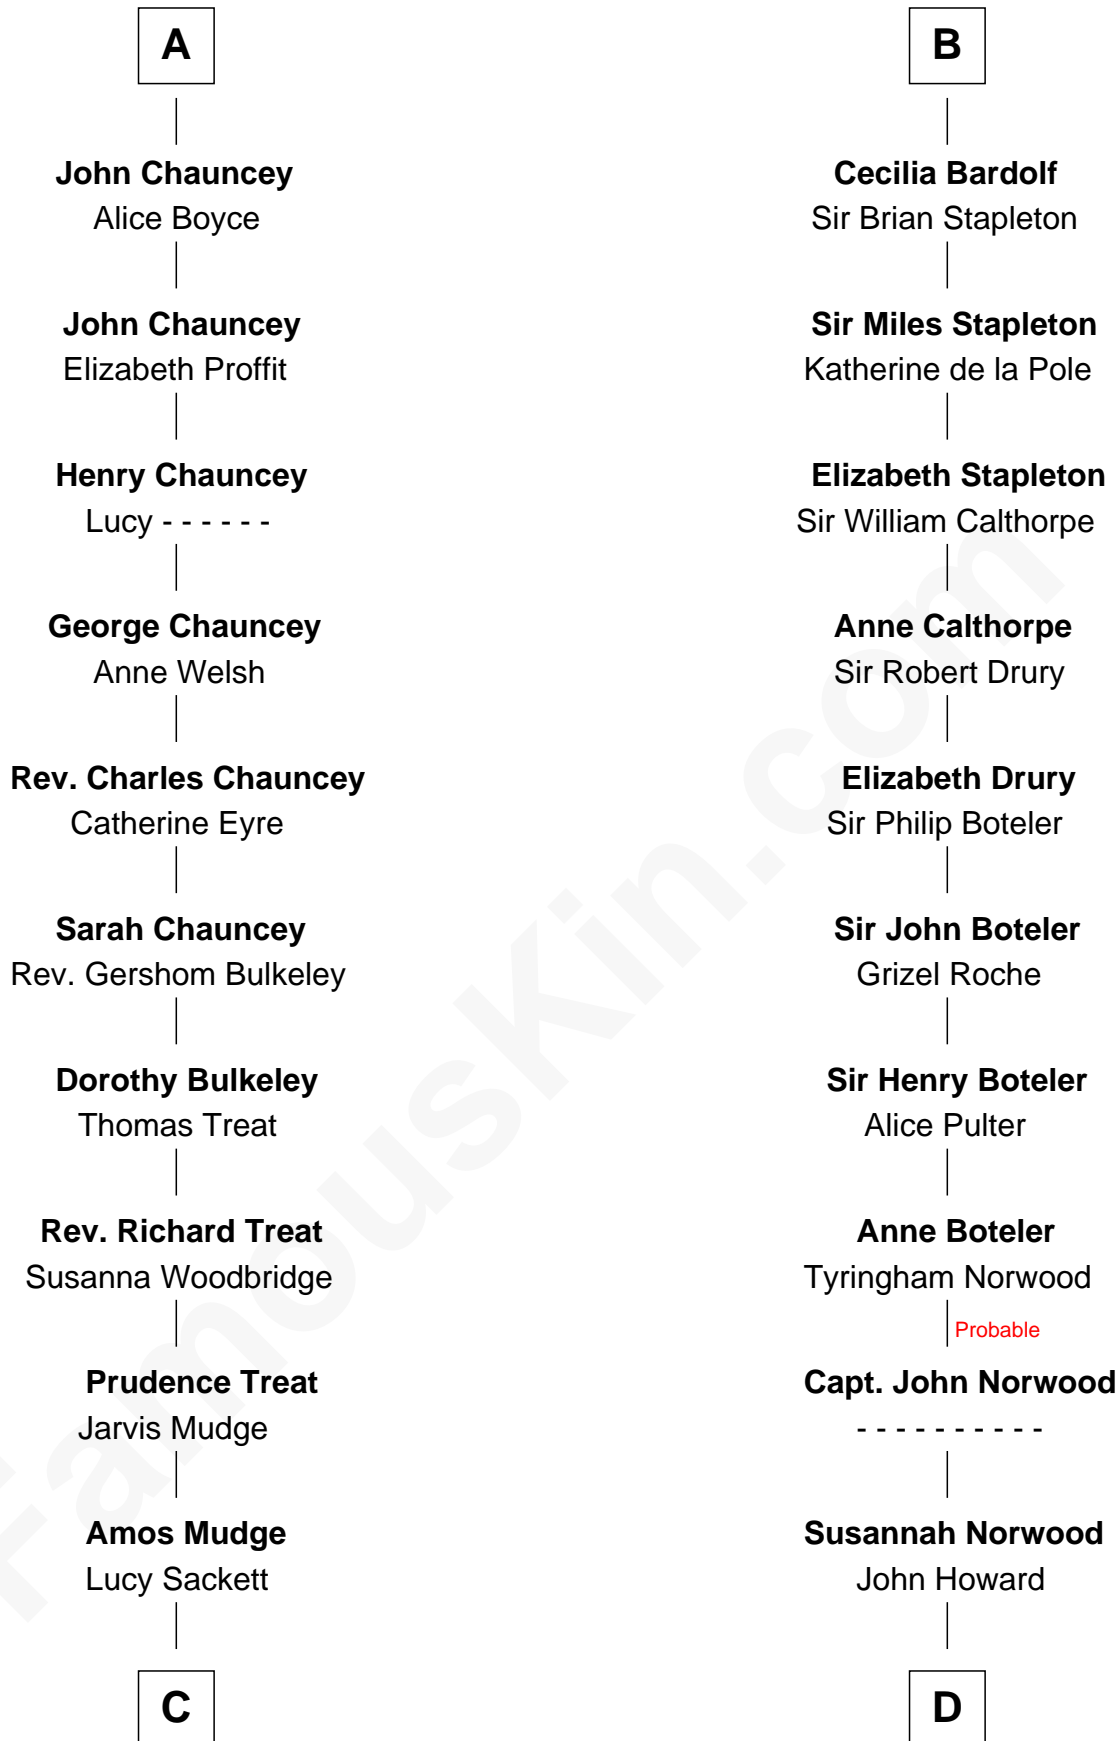 A
John Chauncey
Alice Boyce
John Chauncey
Elizabeth Proffit
Henry Chauncey
Lucy - - - - - -
George Chauncey
Anne Welsh
Rev. Charles Chauncey
Catherine Eyre
Sarah Chauncey
Rev. Gershom Bulkeley
Dorothy Bulkeley
Thomas Treat
Rev. Richard Treat
Susanna Woodbridge
Prudence Treat
Jarvis Mudge
Amos Mudge
Lucy Sackett
C
B
Cecilia Bardolf
Sir Brian Stapleton
Sir Miles Stapleton
Katherine de la Pole
Elizabeth Stapleton
Sir William Calthorpe
Anne Calthorpe
Sir Robert Drury
Elizabeth Drury
Sir Philip Boteler
Sir John Boteler
Grizel Roche
Sir Henry Boteler
Alice Pulter
Anne Boteler
Tyringham Norwood
Probable
Capt. John Norwood
- - - - - - - - - -
Susannah Norwood
John Howard
D
FamousKin.com